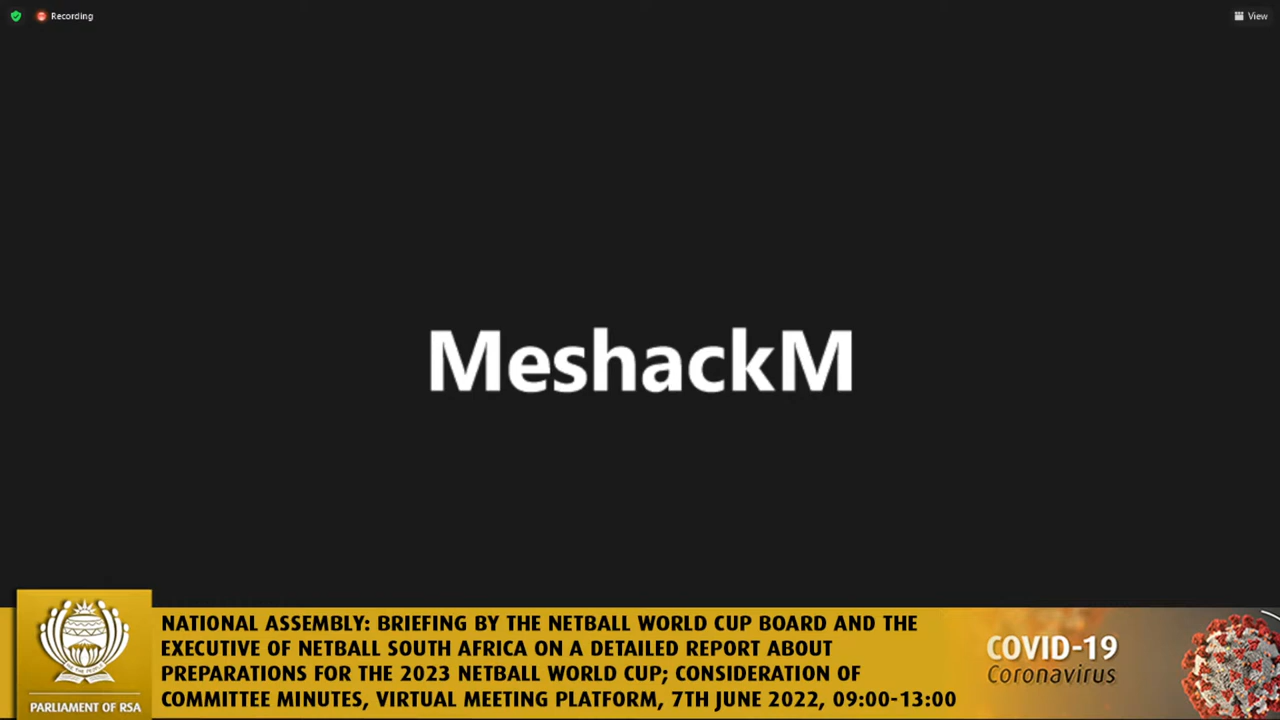 Recording
View
MeshackM
NATIONAL ASSEMBLY: BRIEFING BY THE NETBALL WORLD CUP BOARD AND THE
EXECUTIVE OF NETBALL SOUTH AFRICA ON A DETAILED REPORT ABOUT
PREPARATIONS FOR THE 2023 NETBALL WORLD CUP; CONSIDERATION OF
COMMITTEE MINUTES, VIRTUAL MEETING PLATFORM, 7TH JUNE 2022, 09:00-13:00
PARLIAMENT OF RSA
COVID-19
Coronavirus